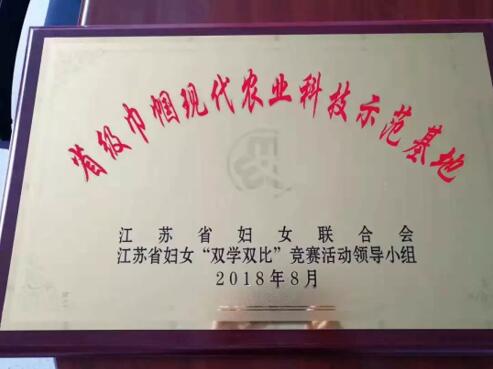 省级巾帼现代农业科技示范基地
江苏省妇女联合会
江苏省妇女“双学双比”竞赛活动领导小组
2018年8月